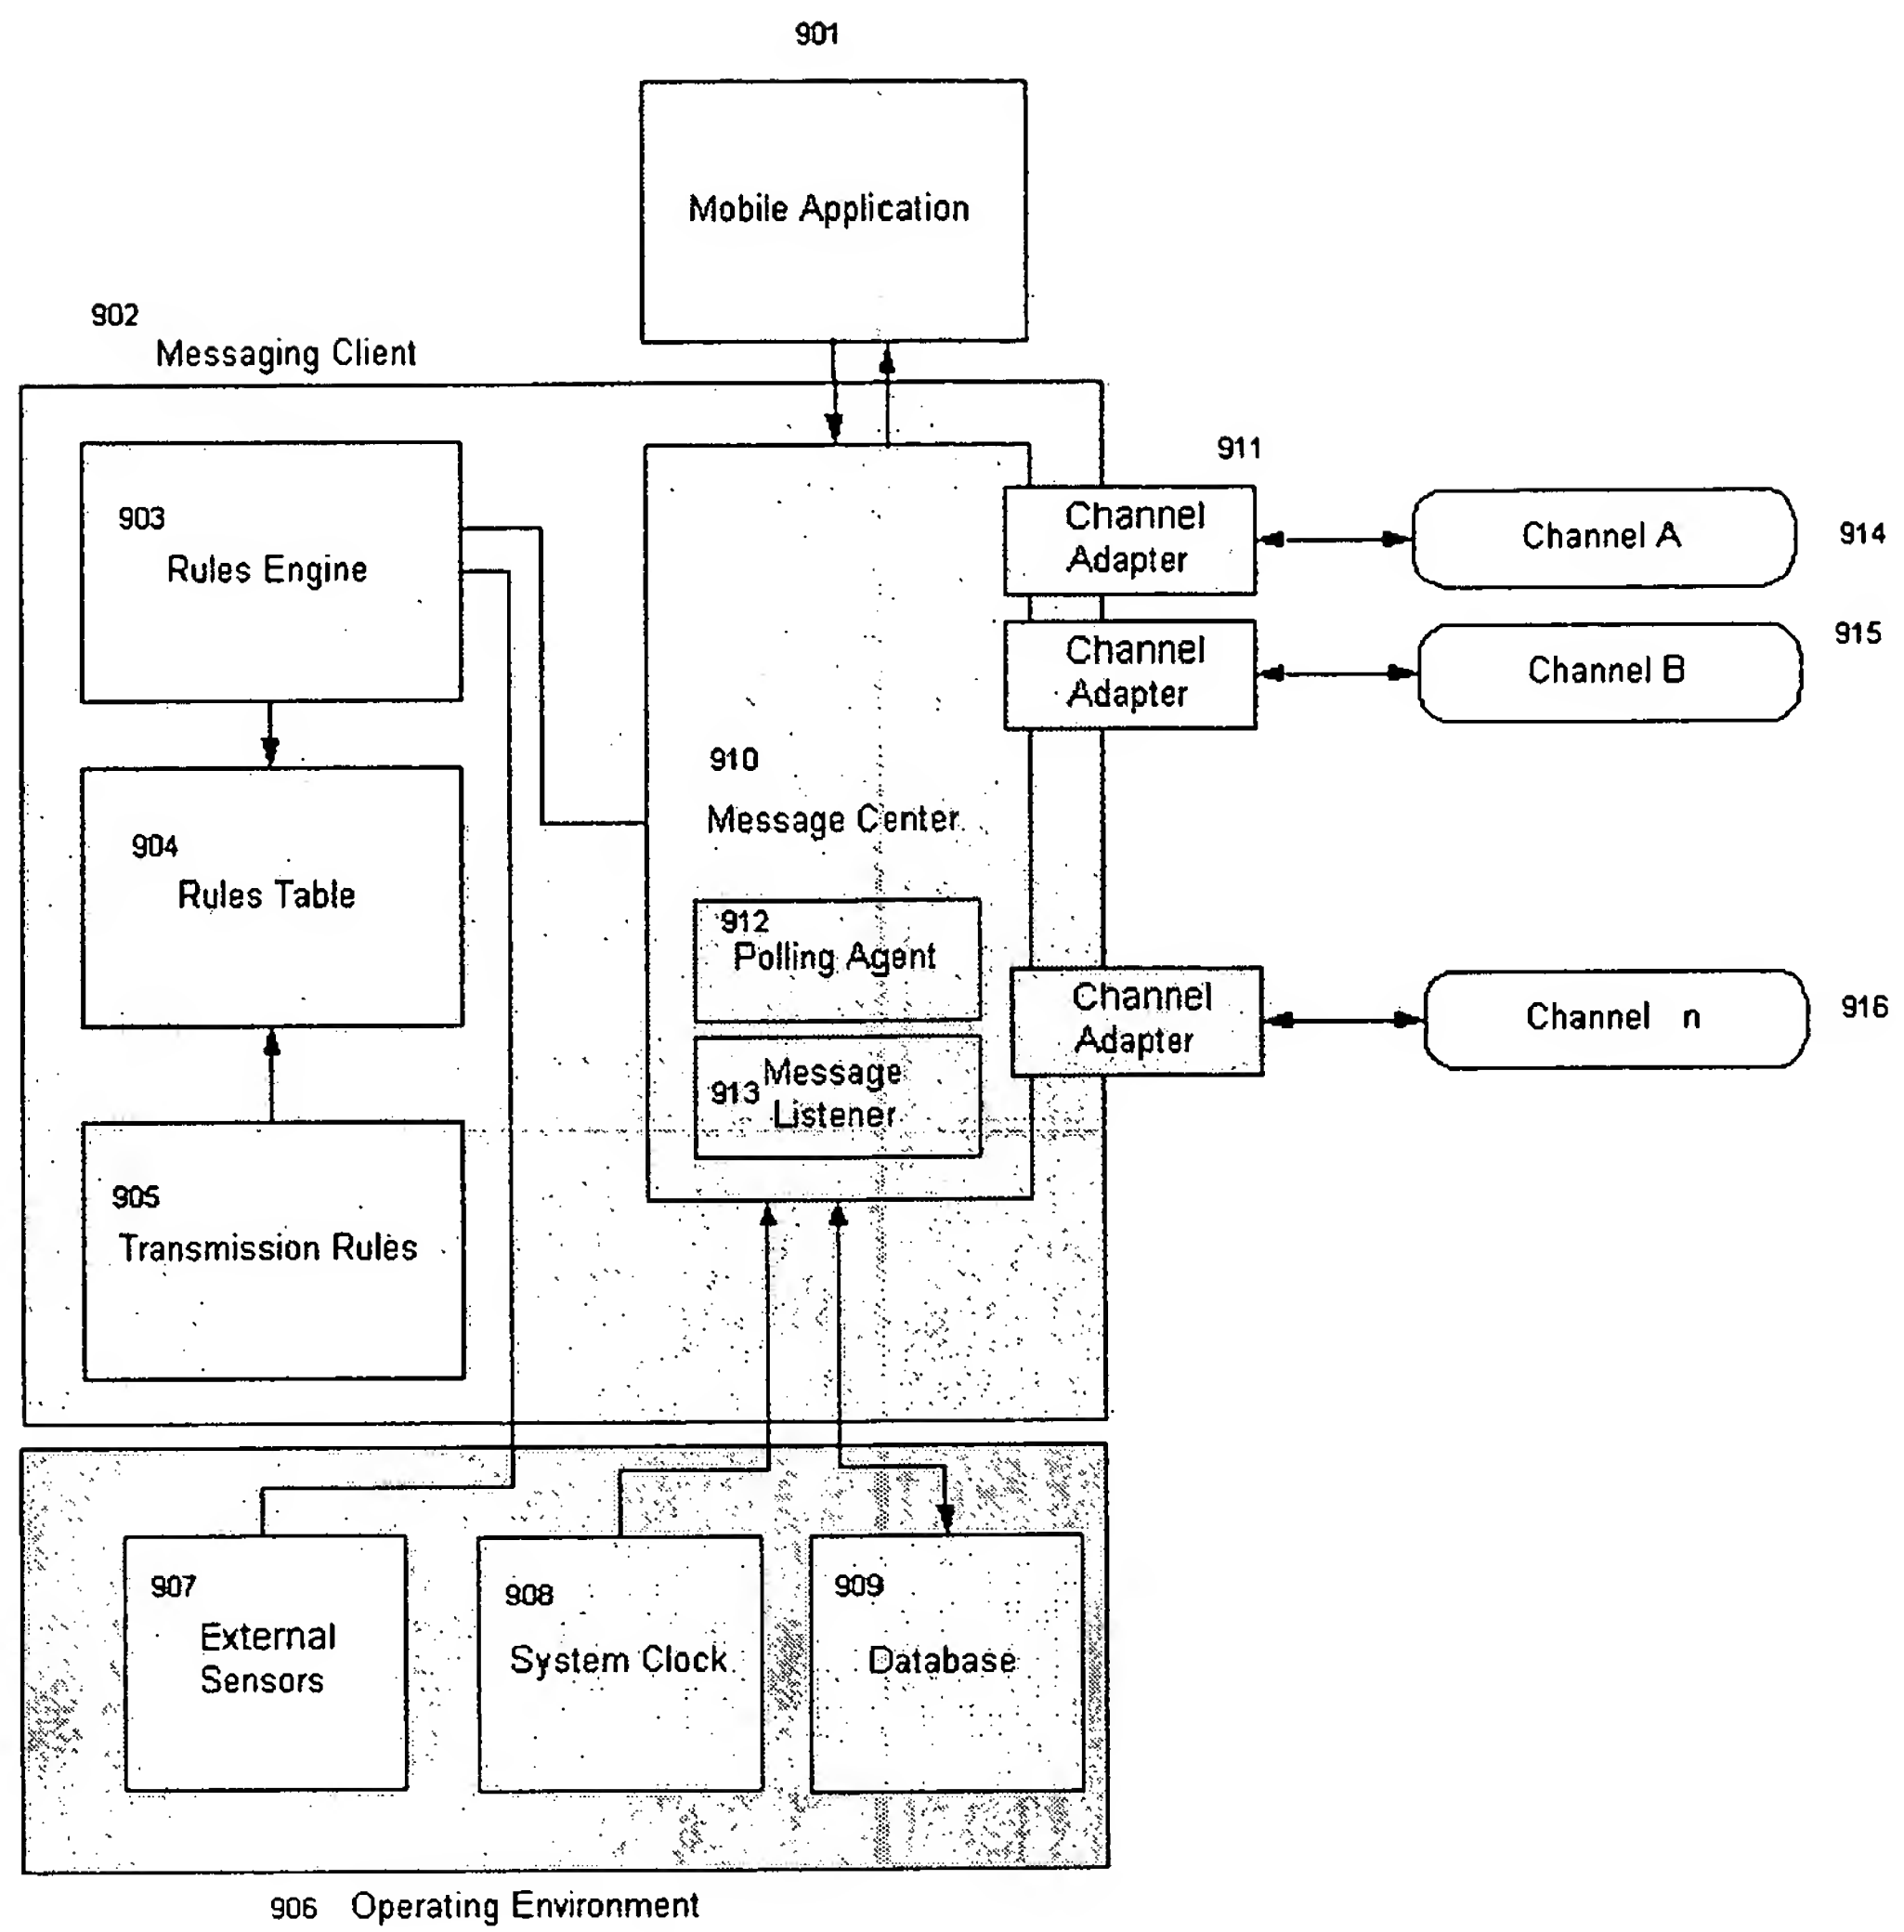 901
Mobile Application
902
Messaging Client
903
Rules Engine
904
Rules Table
905
Transmission Rules
910
Message Center
912
Polling Agent
913
Message
Listener
911
Channel
Adapter
Channel A
914
Channel
Adapter
Channel B
915
Channel
Adapter
Channel n
916
907
External
Sensors
908
System Clock
909
Database
906 Operating Environment